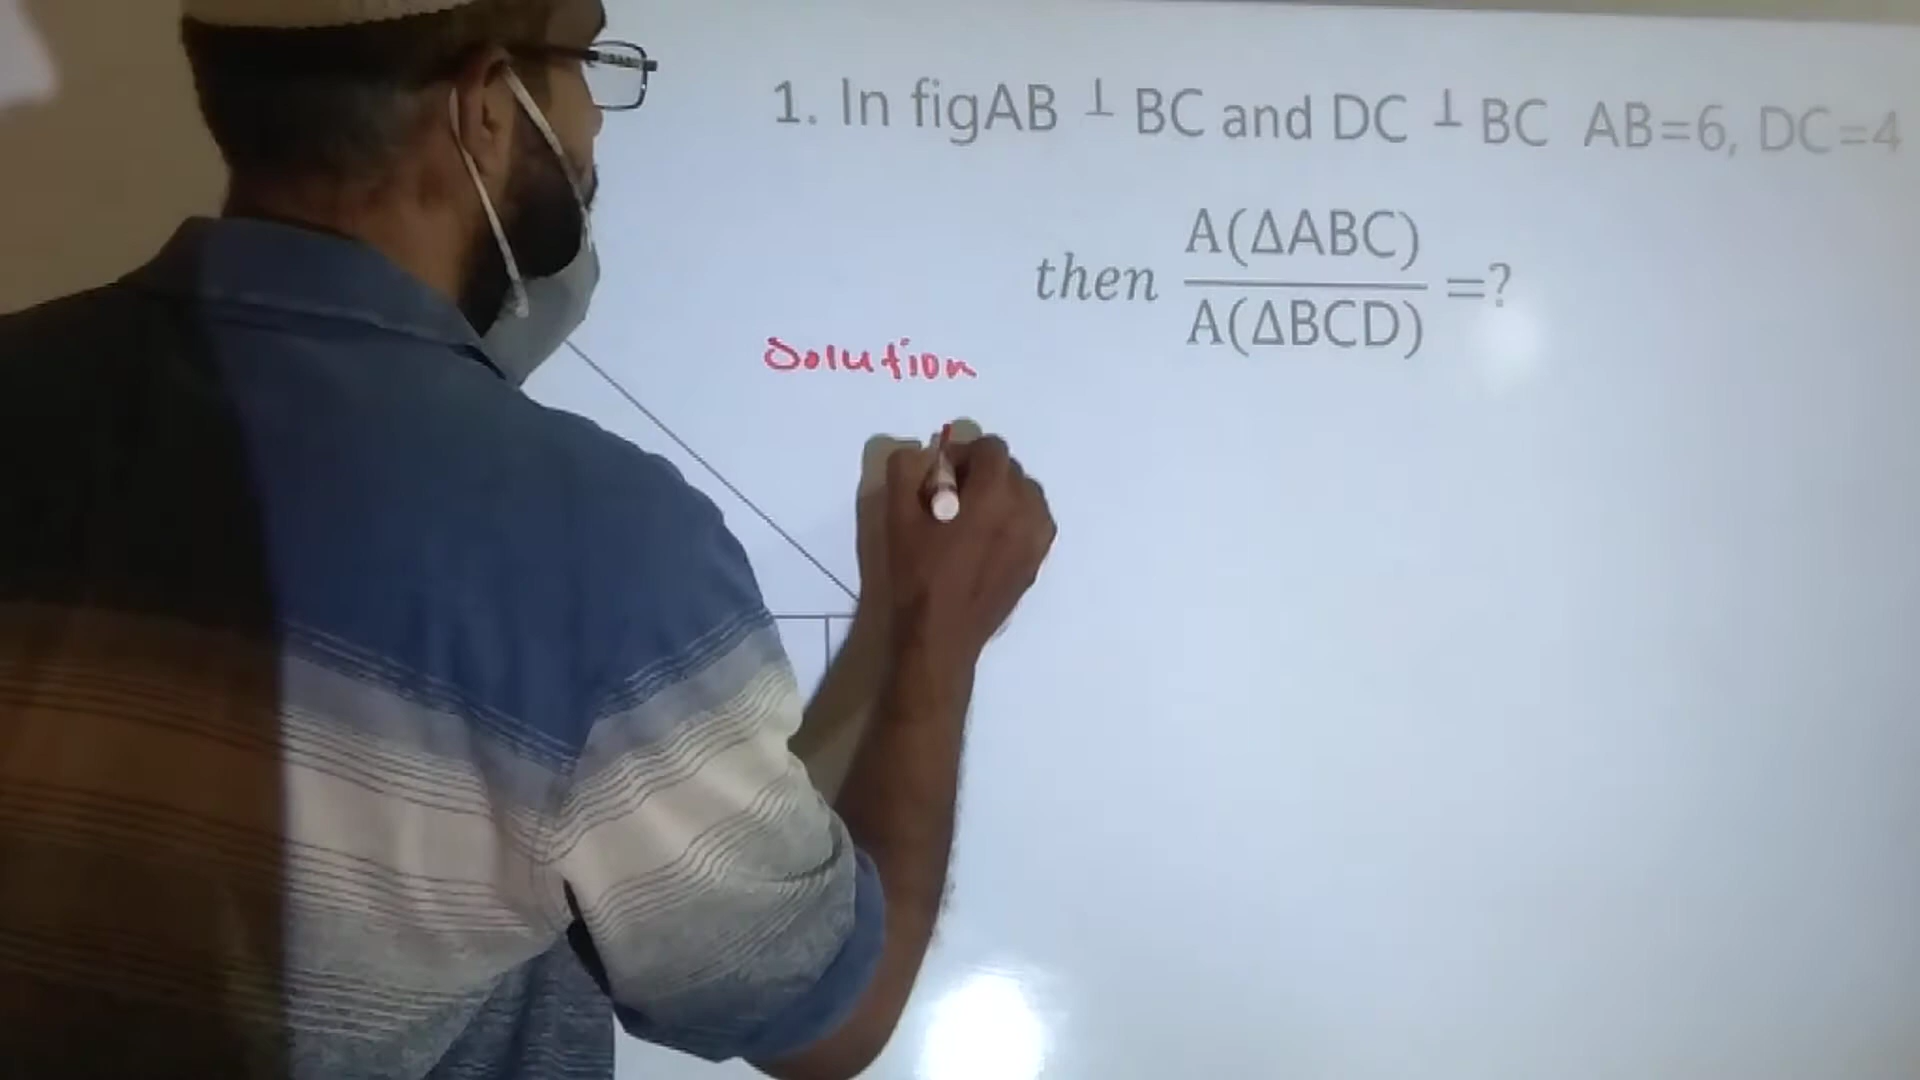 1. In figAB ⊥ BC and DC ⊥ BC AB=6, DC=4
then A(ΔABC)/A(ΔBCD) =?
Solution